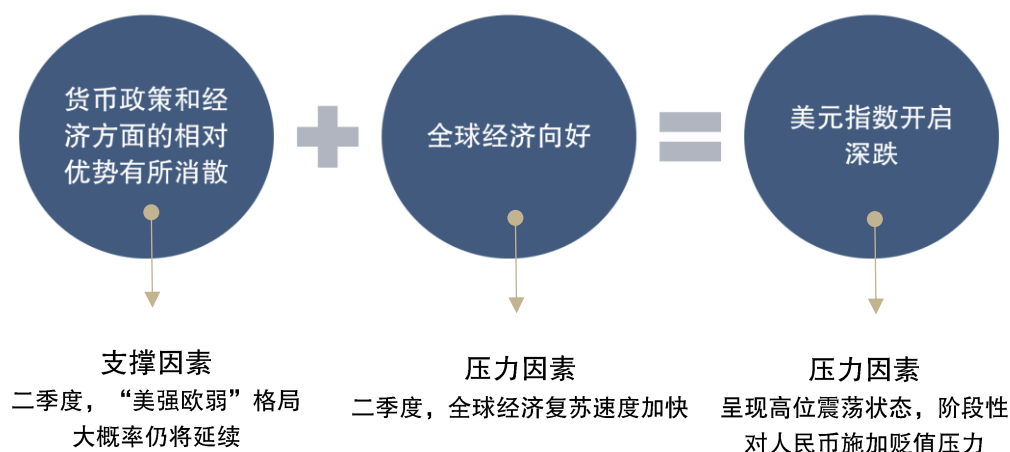 货币政策和经
济方面的相对
优势有所消散
全球经济向好
美元指数开启
深跌
支撑因素
二季度，“美强欧弱”格局
大概率仍将延续
压力因素
二季度，全球经济复苏速度加快
压力因素
呈现高位震荡状态，阶段性
对人民币施加贬值压力